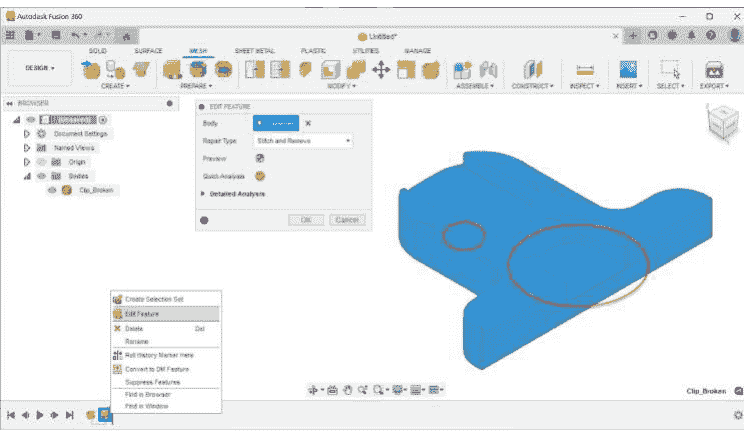 Autodesk Fusion 360
Untitled*
DESIGN
SOLID SURFACE MESH SHEET METAL PLASTIC UTILITIES MANAGE
CREATE PREPARE MODIFY ASSEMBLE CONSTRUCT INSPECT INSERT SELECT EXPORT
BROWSER
Document Settings
Named Views
Origin
Bodies
Clip_Broken
EDIT FEATURE
Body
Repair Type Stitch and Remove
Preview
Quick Analysis
Detailed Analysis
OK Cancel
Create Selection Set
Edit Feature
Delete Del
Rename
Roll History Marker Here
Convert to DM Feature
Suppress Features
Find in Browser
Find in Window
Clip_Broken